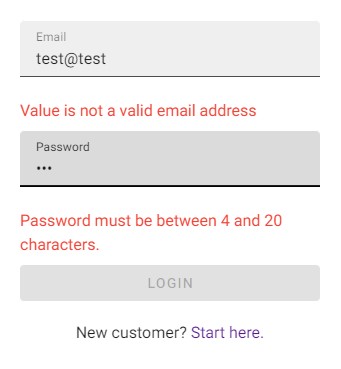 Email
test@test
Value is not a valid email address
Password
•••
Password must be between 4 and 20
characters.
LOGIN
New customer? Start here.